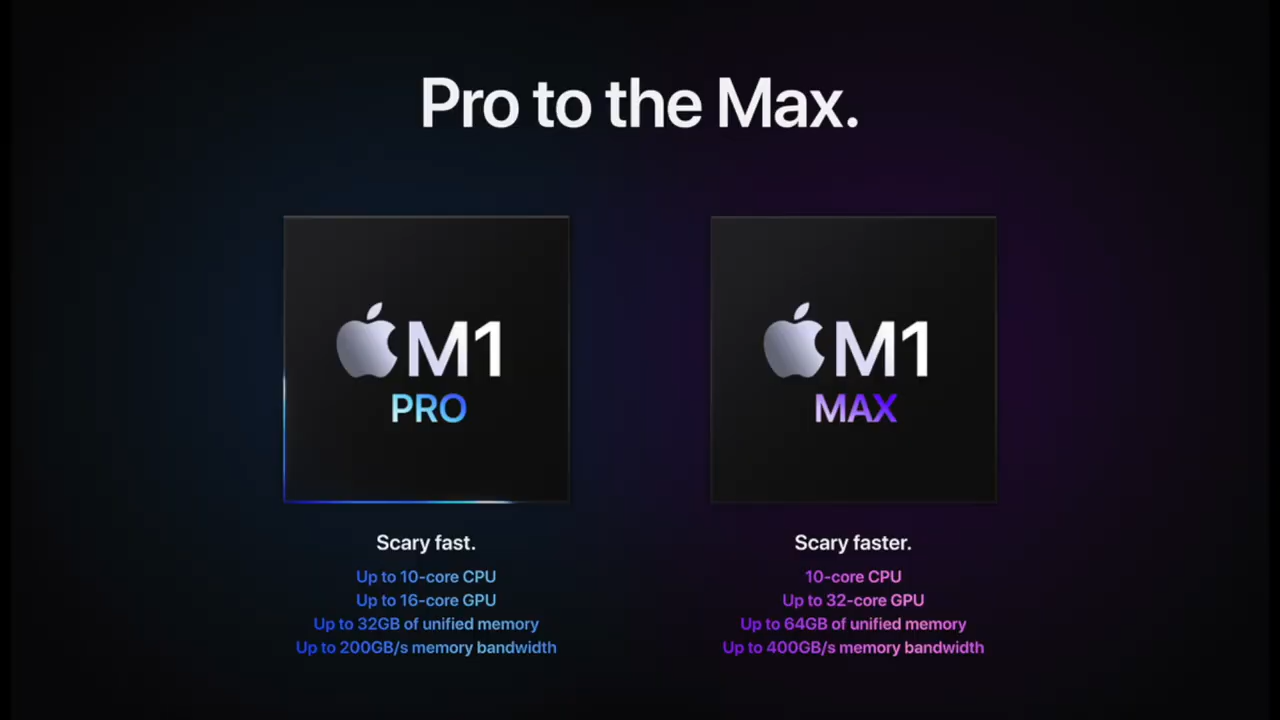 Pro to the Max.
M1
PRO
Scary fast.
Up to 10-core CPU
Up to 16-core GPU
Up to 32GB of unified memory
Up to 200GB/s memory bandwidth
M1
MAX
Scary faster.
10-core CPU
Up to 32-core GPU
Up to 64GB of unified memory
Up to 400GB/s memory bandwidth